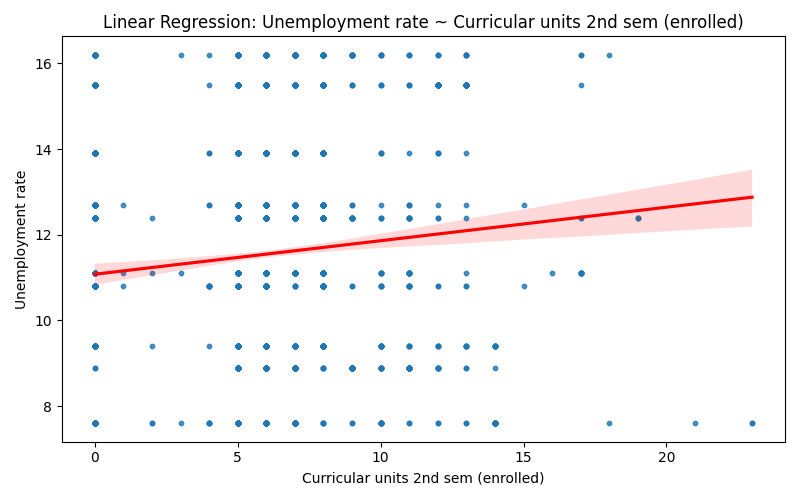 Linear Regression: Unemployment rate ~ Curricular units 2nd sem (enrolled)
16
14
12
10
8
Unemployment rate
0 5 10 15 20
Curricular units 2nd sem (enrolled)